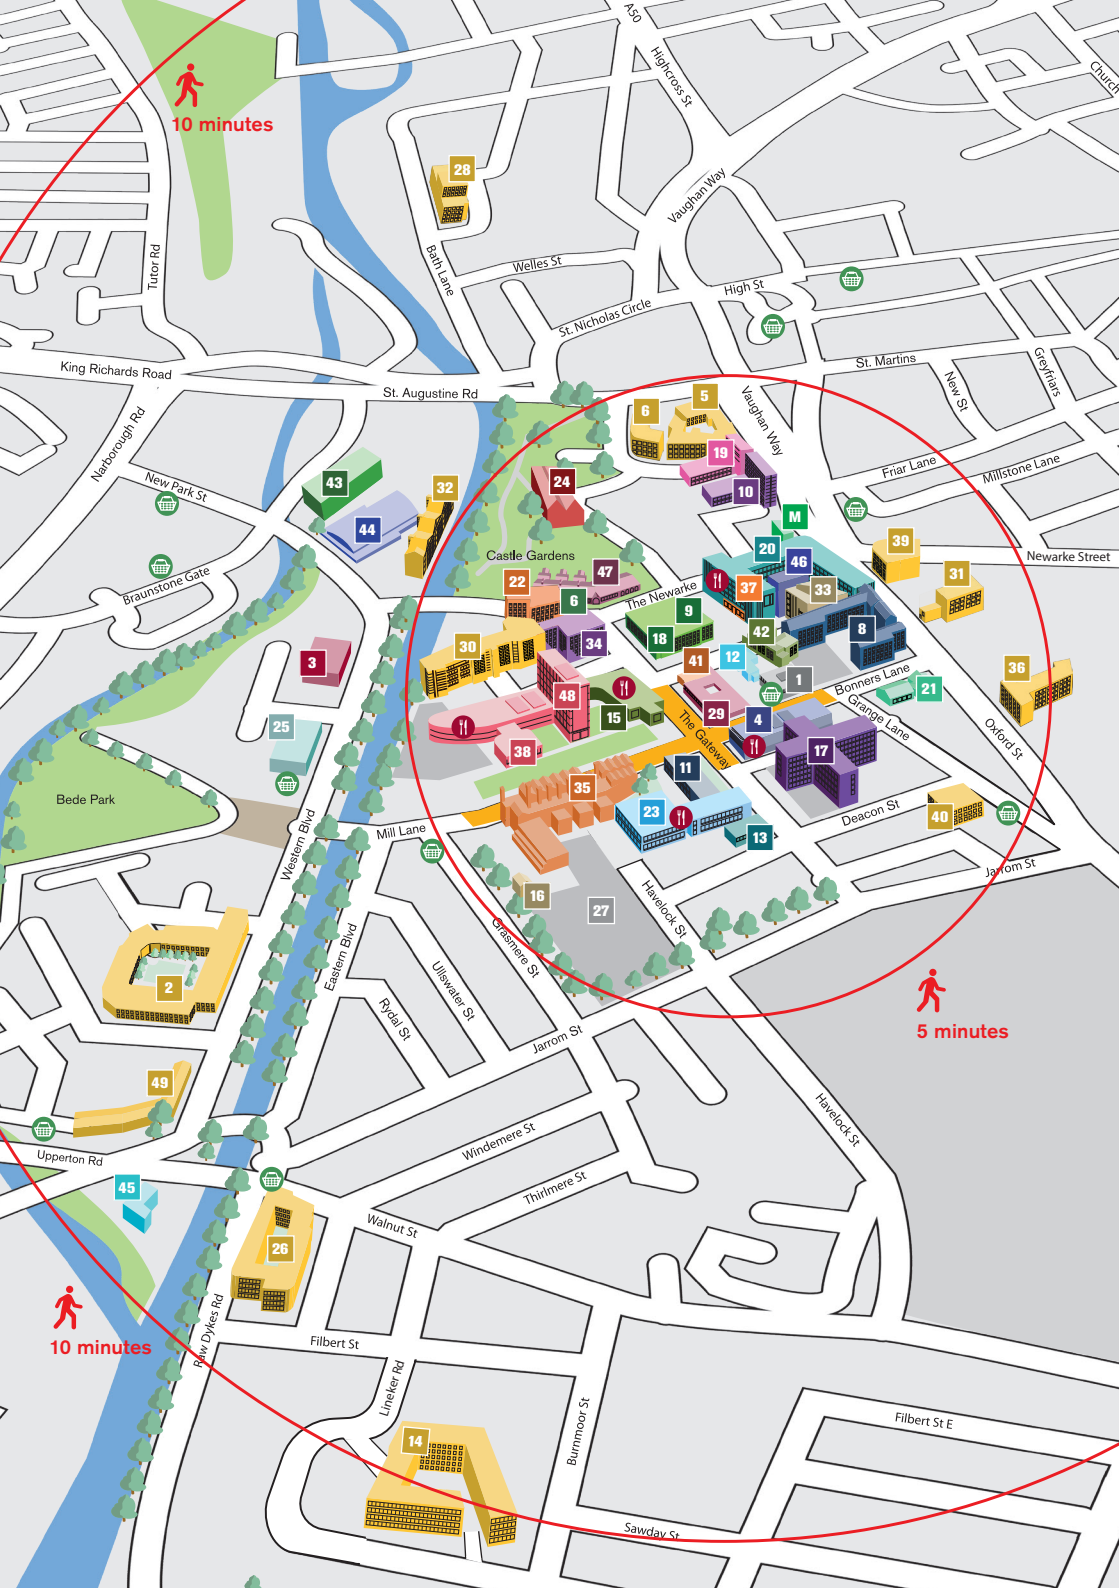 A50
Highcross St
Church
10 minutes
28
Vaughan Way
Tutor Rd
Bath Lane
Welles St
High St
St. Nicholas Circle
King Richards Road
St. Augustine Rd
St. Martins
Greyfriars
New St
Narborough Rd
Vaughan Way
5
6
19
10
Friar Lane
Millstone Lane
New Park St
43
32
24
44
M
Castle Gardens
20
46
39
Newarke Street
Braunstone Gate
22
47
The Newarke
37
33
31
6
9
34
18
42
8
3
30
41
12
1
Bonners Lane
36
21
48
15
29
4
Grange Lane
The Gateway
Oxford St
25
38
17
11
35
Bede Park
23
Deacon St
40
13
Mill Lane
Western Blvd
Jarrom St
16
27
Havelock St
Grasmere St
Eastern Blvd
Ullswater St
2
Rydal St
5 minutes
Jarrom St
49
Havelock St
Windemere St
Upperton Rd
45
Thirlmere St
Walnut St
26
10 minutes
Raw Dykes Rd
Filbert St
Lineker Rd
Burnmoor St
Filbert St E
14
Sawday St